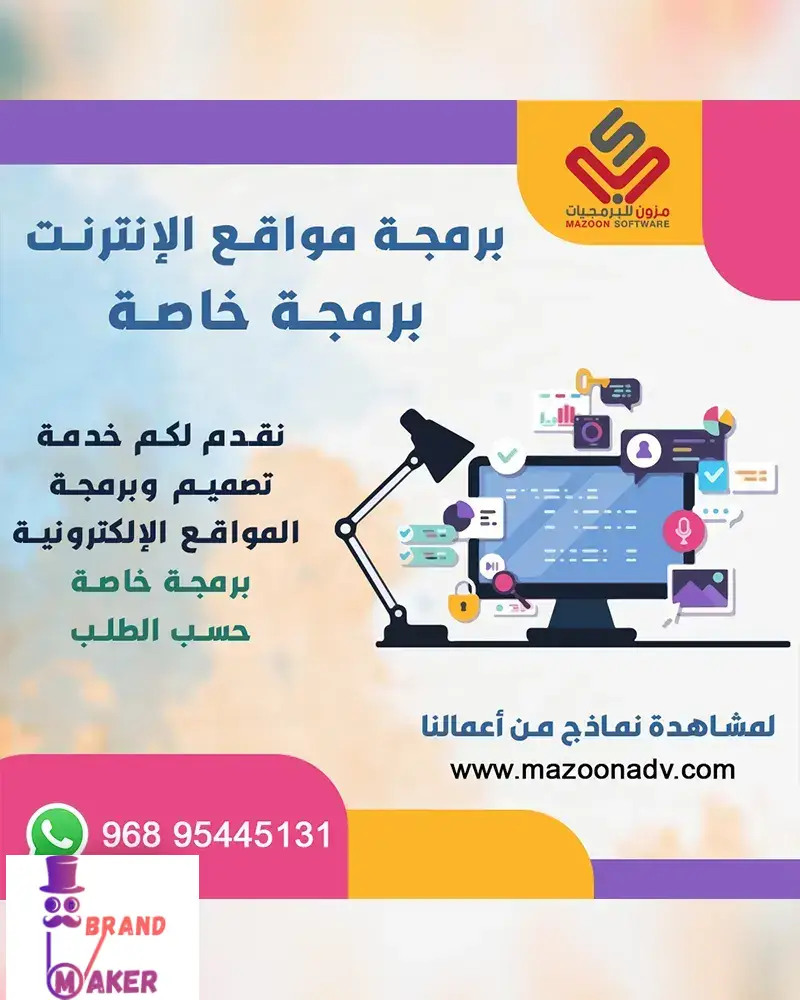 مزون للبرمجيات
MAZOON SOFTWARE
برمجة مواقع الإنترنت
برمجة خاصة
نقدم لكم خدمة
تصميم وبرمجة
المواقع الإلكترونية
برمجة خاصة
حسب الطلب
لمشاهدة نماذج من أعمالنا
www.mazoonadv.com
968 95445131
BRAND
MAKER